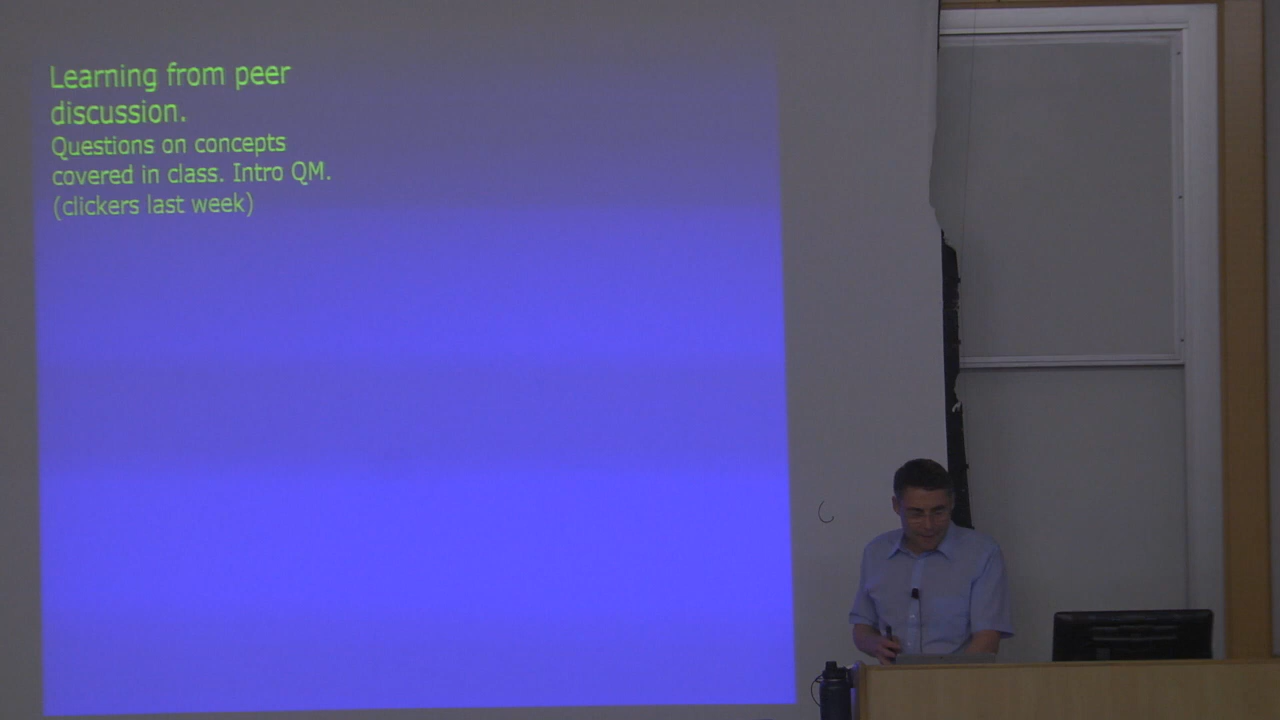 Learning from peer
discussion.
Questions on concepts
covered in class. Intro QM.
(clickers last week)